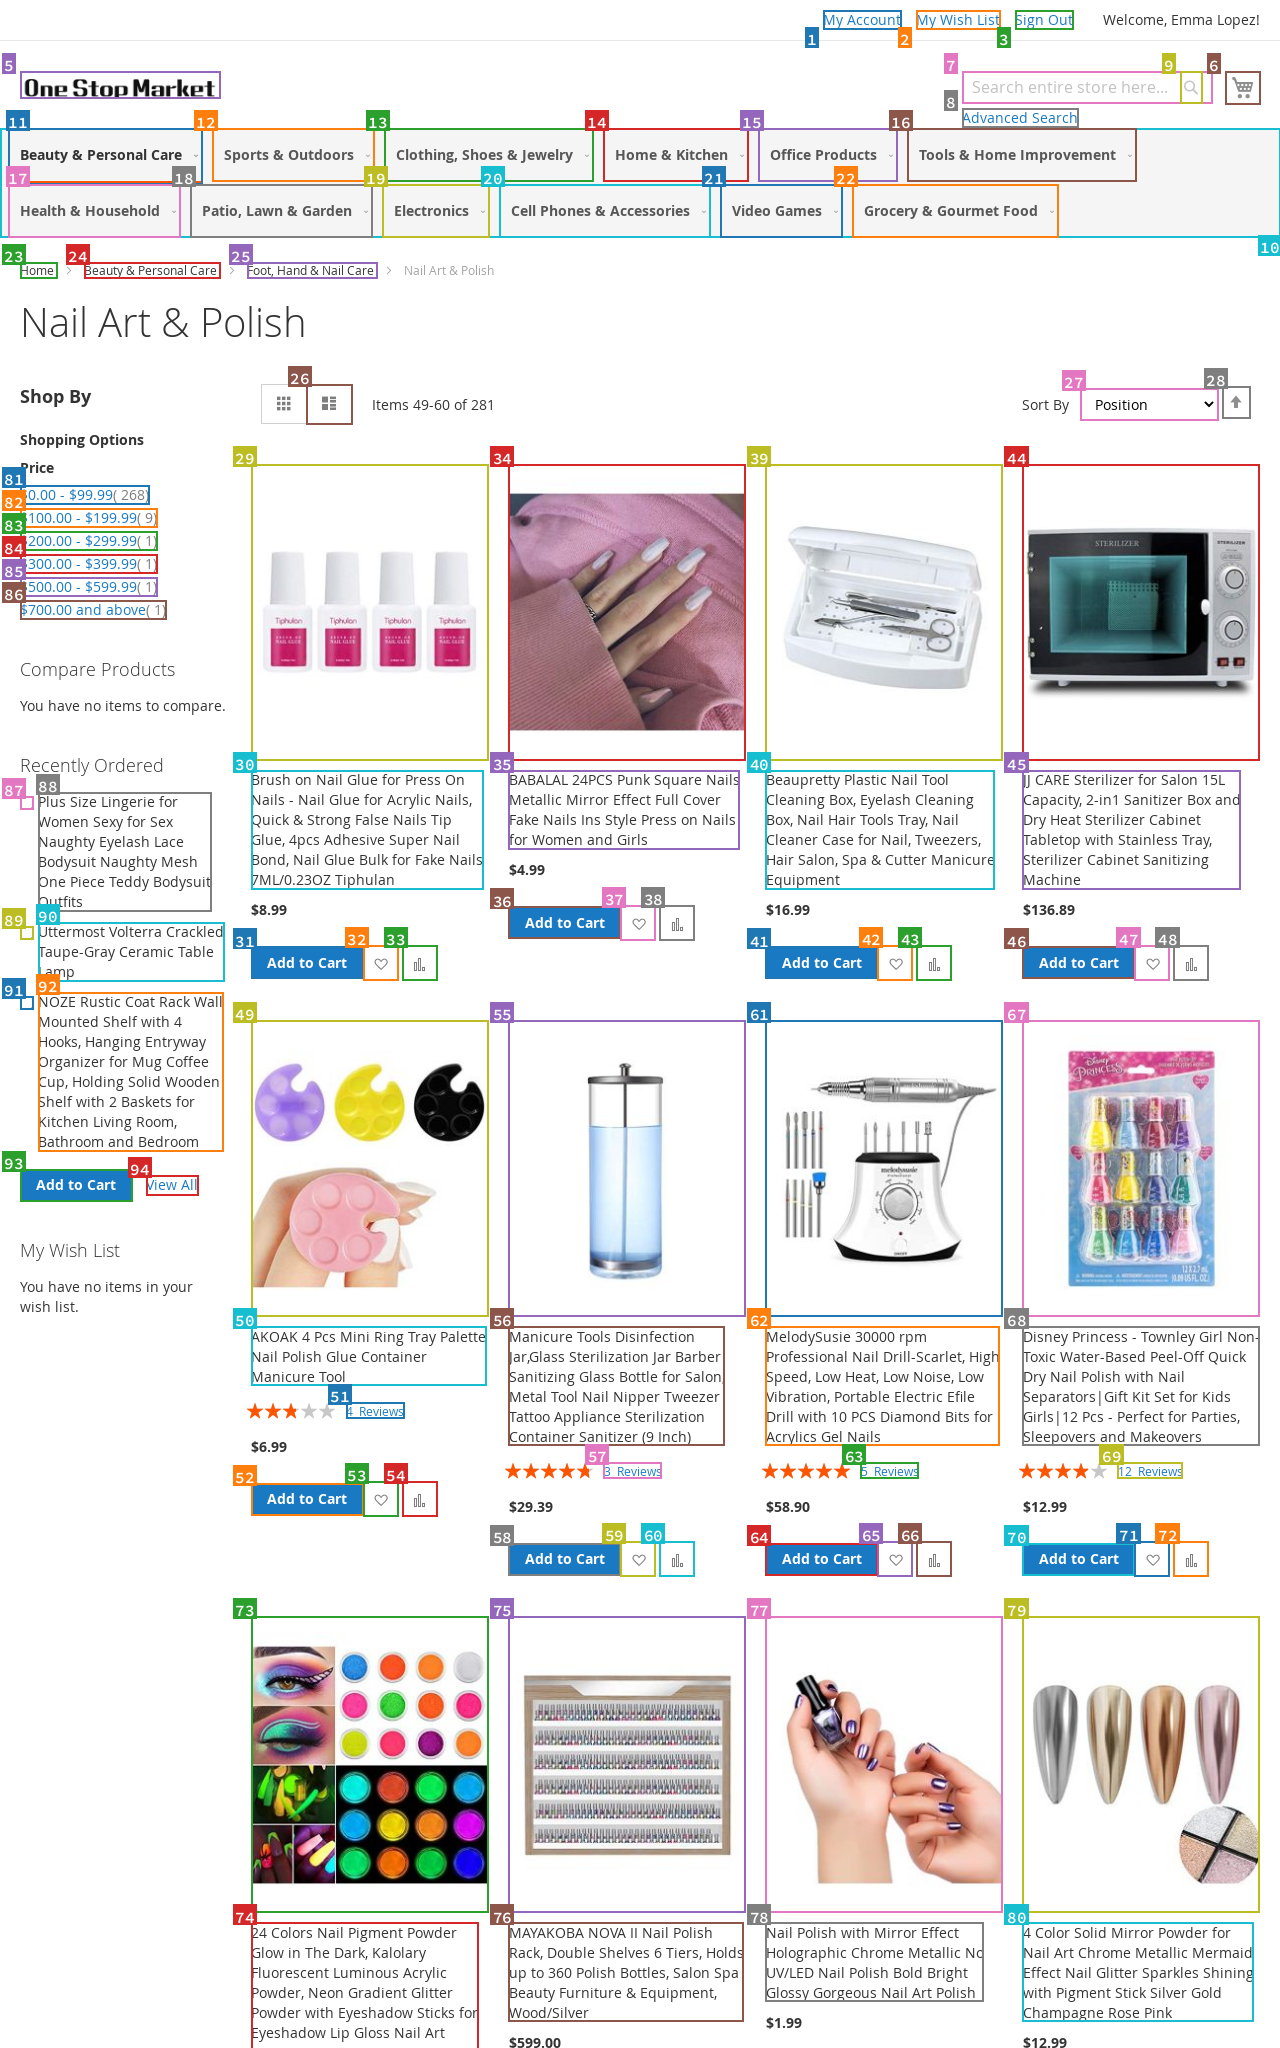 My Account
My Wish List
Sign Out
Welcome, Emma Lopez!
1
2
3
5
7
9
6
One Stop Market
Search entire store here...
8
Advanced Search
11
12
13
14
15
16
Beauty & Personal Care
Sports & Outdoors
Clothing, Shoes & Jewelry
Home & Kitchen
Office Products
Tools & Home Improvement
17
18
19
20
21
22
Health & Household
Patio, Lawn & Garden
Electronics
Cell Phones & Accessories
Video Games
Grocery & Gourmet Food
10
23
24
25
Home
Beauty & Personal Care
Foot, Hand & Nail Care
Nail Art & Polish
Nail Art & Polish
Shop By
Shopping Options
Price
81
$0.00 - $99.99( 268)
82
$100.00 - $199.99( 9)
83
$200.00 - $299.99( 1)
84
$300.00 - $399.99( 1)
85
$500.00 - $599.99( 1)
86
$700.00 and above( 1)
Compare Products
You have no items to compare.
Recently Ordered
87
88
Plus Size Lingerie for
Women Sexy for Sex
Naughty Eyelash Lace
Bodysuit Naughty Mesh
One Piece Teddy Bodysuit
Outfits
89
90
Uttermost Volterra Crackled
Taupe-Gray Ceramic Table
Lamp
91
92
NOZE Rustic Coat Rack Wall
Mounted Shelf with 4
Hooks, Hanging Entryway
Organizer for Mug Coffee
Cup, Holding Solid Wooden
Shelf with 2 Baskets for
Kitchen Living Room,
Bathroom and Bedroom
93
94
Add to Cart
View All
My Wish List
You have no items in your
wish list.
26
Items 49-60 of 281
27
28
Sort By
Position
29
Tiphulan
Tiphulan
Tiphulan
Tiphulan
30
Brush on Nail Glue for Press On
Nails - Nail Glue for Acrylic Nails,
Quick & Strong False Nails Tip
Glue, 4pcs Adhesive Super Nail
Bond, Nail Glue Bulk for Fake Nails
7ML/0.23OZ Tiphulan
$8.99
31
32
33
Add to Cart
34
35
BABALAL 24PCS Punk Square Nails
Metallic Mirror Effect Full Cover
Fake Nails Ins Style Press on Nails
for Women and Girls
$4.99
36
37
38
Add to Cart
39
40
Beaupretty Plastic Nail Tool
Cleaning Box, Eyelash Cleaning
Box, Nail Hair Tools Tray, Nail
Cleaner Case for Nail, Tweezers,
Hair Salon, Spa & Cutter Manicure
Equipment
$16.99
41
42
43
Add to Cart
44
STERILIZER
STERILIZER
45
JJ CARE Sterilizer for Salon 15L
Capacity, 2-in1 Sanitizer Box and
Dry Heat Sterilizer Cabinet
Tabletop with Stainless Tray,
Sterilizer Cabinet Sanitizing
Machine
$136.89
46
47
48
Add to Cart
49
50
AKOAK 4 Pcs Mini Ring Tray Palette
Nail Polish Glue Container
Manicure Tool
51
4 Reviews
$6.99
52
53
54
Add to Cart
55
56
Manicure Tools Disinfection
Jar,Glass Sterilization Jar Barber
Sanitizing Glass Bottle for Salon,
Metal Tool Nail Nipper Tweezer
Tattoo Appliance Sterilization
Container Sanitizer (9 Inch)
57
3 Reviews
$29.39
58
59
60
Add to Cart
61
melodysusie
62
MelodySusie 30000 rpm
Professional Nail Drill-Scarlet, High
Speed, Low Heat, Low Noise, Low
Vibration, Portable Electric Efile
Drill with 10 PCS Diamond Bits for
Acrylics Gel Nails
63
5 Reviews
$58.90
64
65
66
Add to Cart
67
Disney
PRINCESS
68
Disney Princess - Townley Girl Non-
Toxic Water-Based Peel-Off Quick
Dry Nail Polish with Nail
Separators|Gift Kit Set for Kids
Girls|12 Pcs - Perfect for Parties,
Sleepovers and Makeovers
69
12 Reviews
$12.99
70
71
72
Add to Cart
73
74
24 Colors Nail Pigment Powder
Glow in The Dark, Kalolary
Fluorescent Luminous Acrylic
Powder, Neon Gradient Glitter
Powder with Eyeshadow Sticks for
Eyeshadow Lip Gloss Nail Art
75
76
MAYAKOBA NOVA II Nail Polish
Rack, Double Shelves 6 Tiers, Holds
up to 360 Polish Bottles, Salon Spa
Beauty Furniture & Equipment,
Wood/Silver
$599.00
77
78
Nail Polish with Mirror Effect
Holographic Chrome Metallic No
UV/LED Nail Polish Bold Bright
Glossy Gorgeous Nail Art Polish
$1.99
79
80
4 Color Solid Mirror Powder for
Nail Art Chrome Metallic Mermaid
Effect Nail Glitter Sparkles Shining
with Pigment Stick Silver Gold
Champagne Rose Pink
$12.99